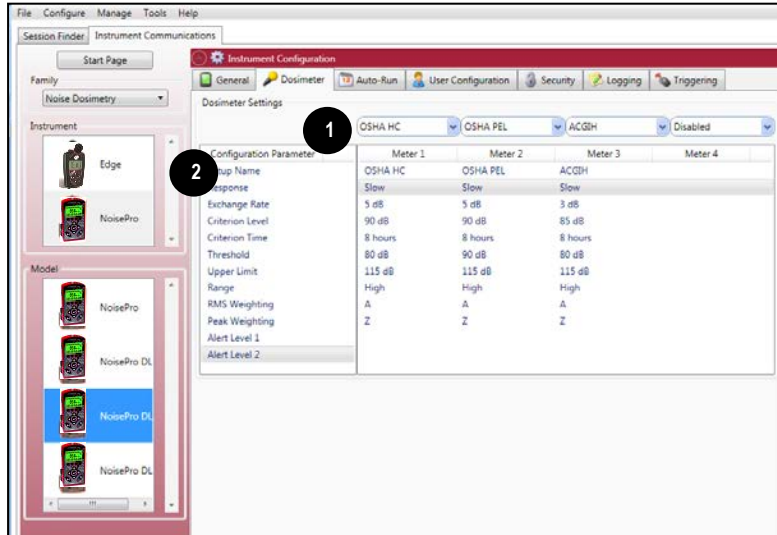 File Configure Manage Tools Help
Session Finder Instrument Communications
Start Page
Family
Noise Dosimetry
Instrument
Edge
NoisePro
Model
NoisePro
NoisePro DL
NoisePro DL
NoisePro DL
Instrument Configuration
General Dosimeter Auto-Run User Configuration Security Logging Triggering
Dosimeter Settings
1 OSHA HC OSHA PEL ACGIH Disabled
2
Configuration Parameter Meter 1 Meter 2 Meter 3 Meter 4
etup Name OSHA HC OSHA PEL ACGIH
esponse Slow Slow Slow
Exchange Rate 5 dB 5 dB 3 dB
Criterion Level 90 dB 90 dB 85 dB
Criterion Time 8 hours 8 hours 8 hours
Threshold 80 dB 90 dB 80 dB
Upper Limit 115 dB 115 dB 115 dB
Range High High High
RMS Weighting A A A
Peak Weighting Z Z Z
Alert Level 1
Alert Level 2